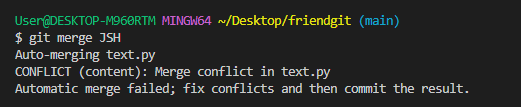 User@DESKTOP-M960RTM MINGW64 ~/Desktop/friendgit (main)
$ git merge JSH
Auto-merging text.py
CONFLICT (content): Merge conflict in text.py
Automatic merge failed; fix conflicts and then commit the result.